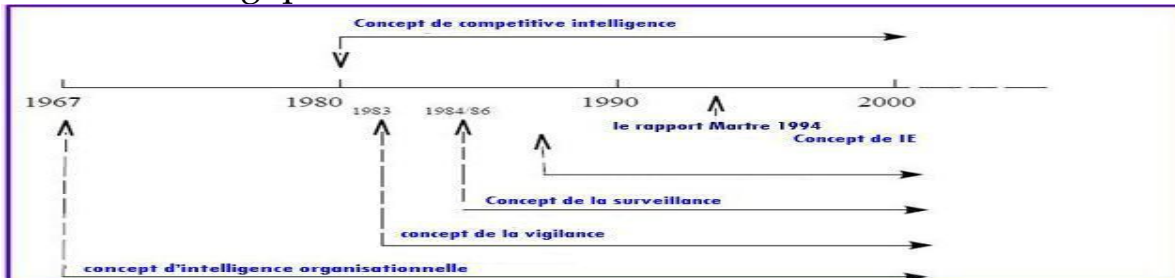 Concept de competitive intelligence
1967 1980 1983 1984/86 1990 2000
le rapport Martre 1994
Concept de IE
Concept de la surveillance
concept de la vigilance
concept d'intelligence organisationnelle